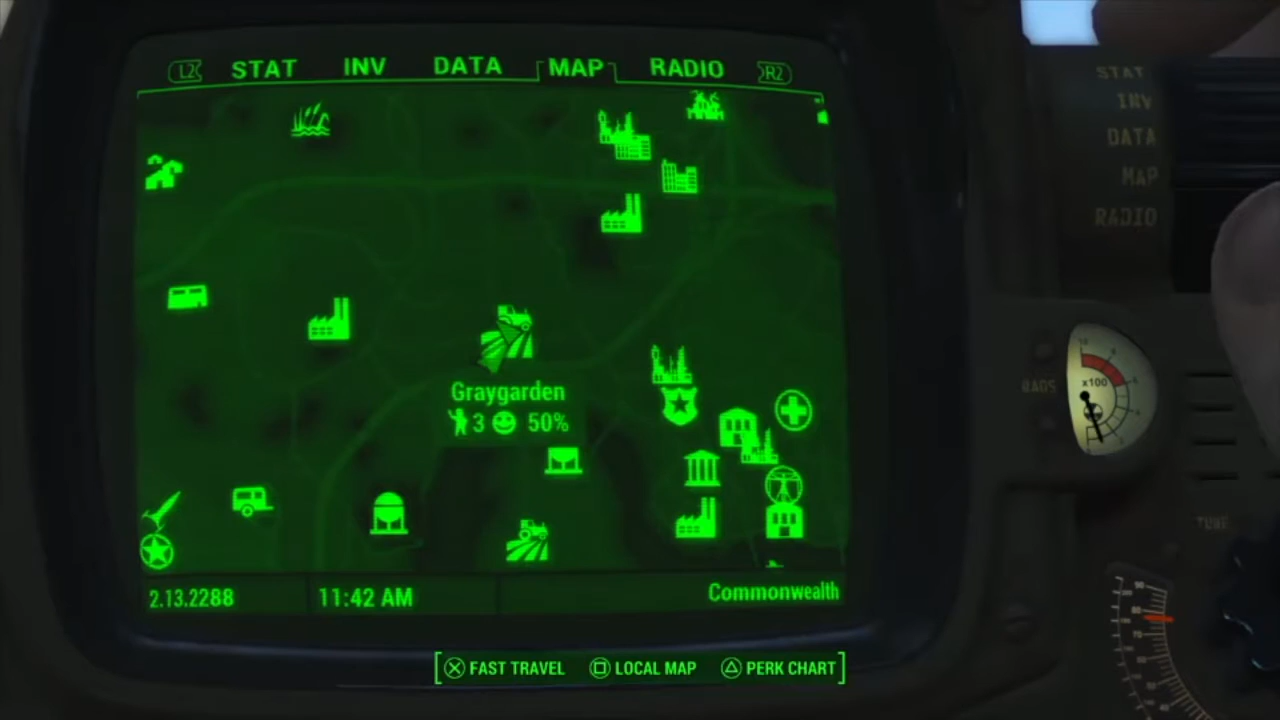 L2 STAT INV DATA MAP RADIO R2
STAT
INV
DATA
MAP
RADIO
Graygarden
3 50%
x100
RADS
TUNE
2.13.2288 11:42 AM Commonwealth
FAST TRAVEL LOCAL MAP PERK CHART